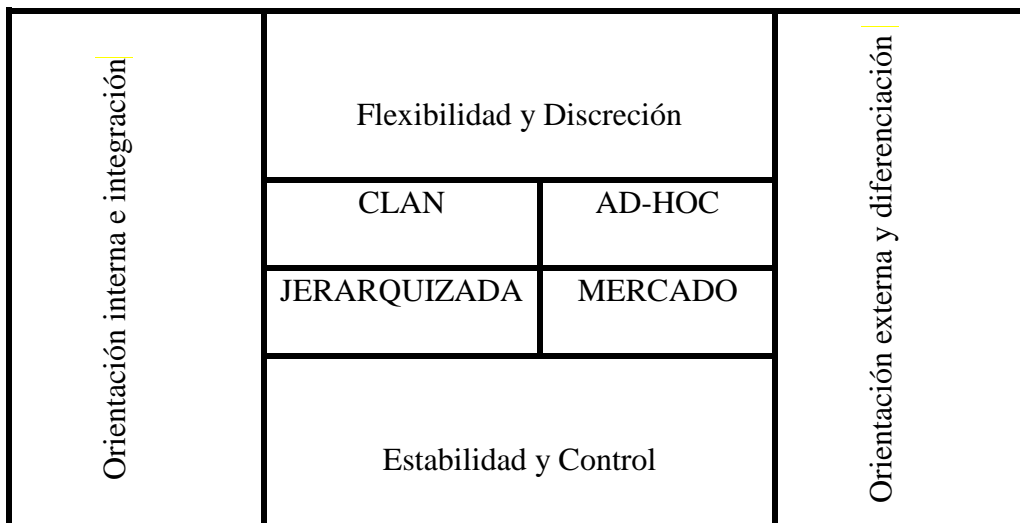 Orientación interna e integración
Flexibilidad y Discreción
CLAN
AD-HOC
JERARQUIZADA
MERCADO
Estabilidad y Control
Orientación externa y diferenciación